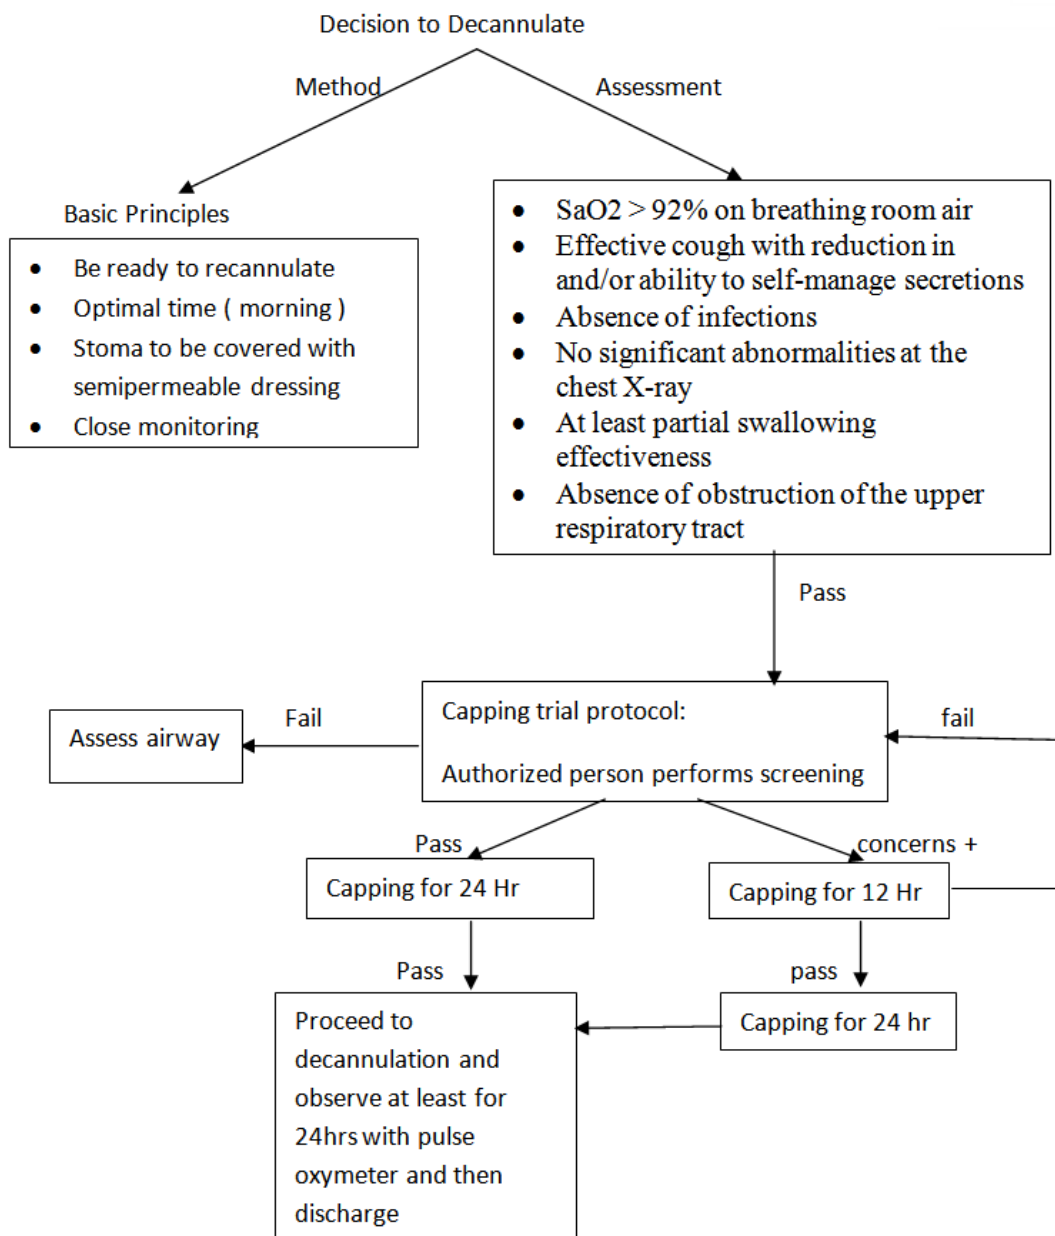 Decision to Decannulate
Method
Assessment
Basic Principles
• Be ready to recannulate
• Optimal time ( morning )
• Stoma to be covered with
semipermeable dressing
• Close monitoring
• SaO2 > 92% on breathing room air
• Effective cough with reduction in
and/or ability to self-manage secretions
• Absence of infections
• No significant abnormalities at the
chest X-ray
• At least partial swallowing
effectiveness
• Absence of obstruction of the upper
respiratory tract
Pass
Capping trial protocol:
Authorized person performs screening
Fail
Assess airway
fail
Pass
concerns +
Capping for 24 Hr
Capping for 12 Hr
Pass
pass
Capping for 24 hr
Proceed to
decannulation and
observe at least for
24hrs with pulse
oxymeter and then
discharge